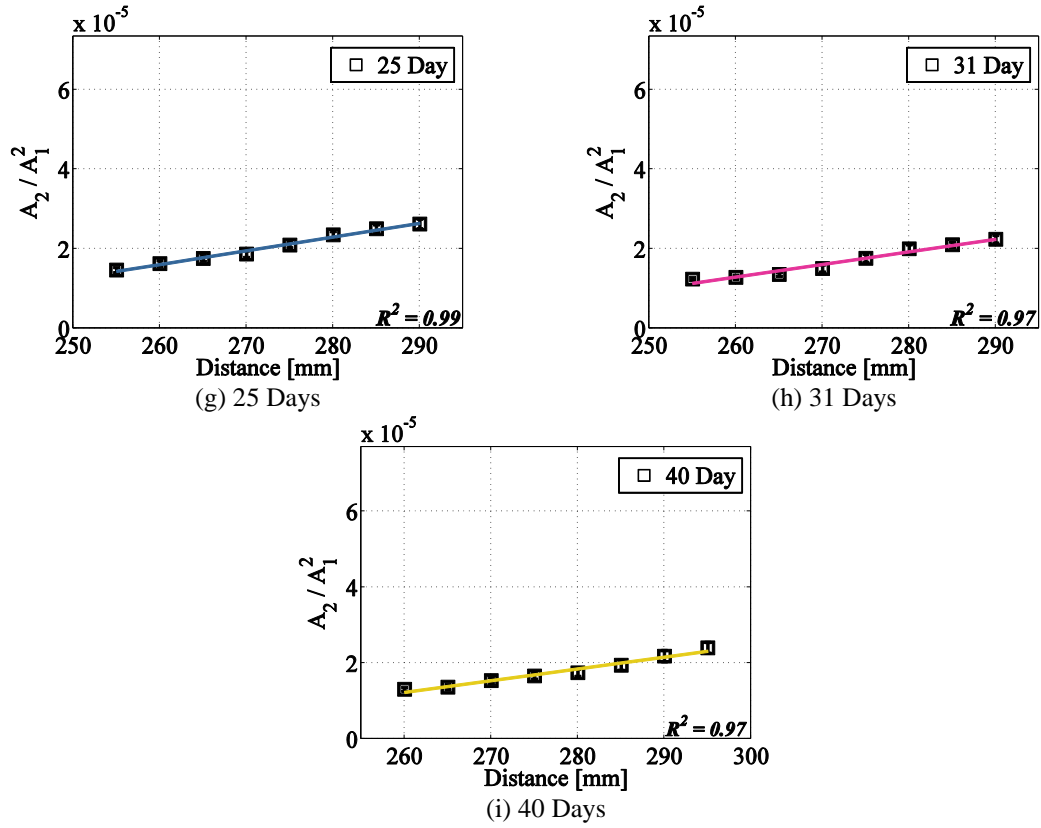 x 10^-5
25 Day
6
4
2
0
A_2 / A_1^2
R^2 = 0.99
250 260 270 280 290
Distance [mm]
(g) 25 Days
x 10^-5
31 Day
6
4
2
0
A_2 / A_1^2
R^2 = 0.97
250 260 270 280 290
Distance [mm]
(h) 31 Days
x 10^-5
40 Day
6
4
2
0
A_2 / A_1^2
R^2 = 0.97
260 270 280 290 300
Distance [mm]
(i) 40 Days